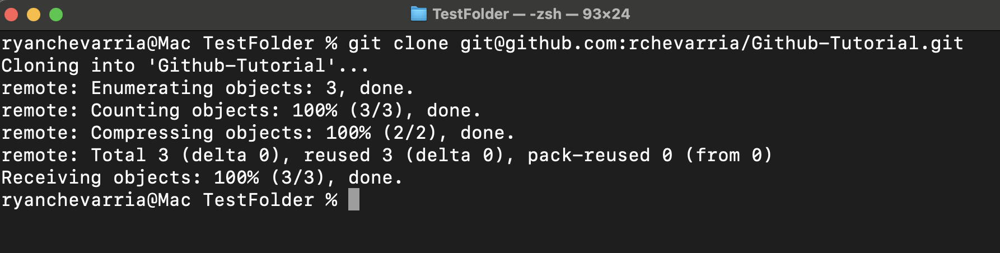 TestFolder — -zsh — 93×24
ryanchevarria@Mac TestFolder % git clone git@github.com:rchevarria/Github-Tutorial.git
Cloning into 'Github-Tutorial'...
remote: Enumerating objects: 3, done.
remote: Counting objects: 100% (3/3), done.
remote: Compressing objects: 100% (2/2), done.
remote: Total 3 (delta 0), reused 3 (delta 0), pack-reused 0 (from 0)
Receiving objects: 100% (3/3), done.
ryanchevarria@Mac TestFolder %